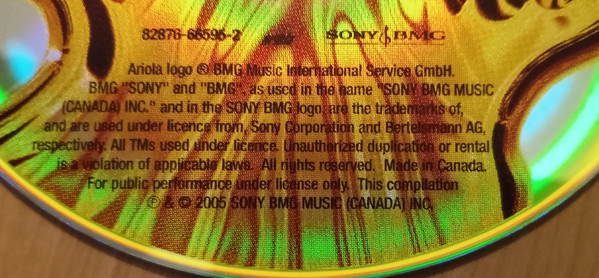 82876-66595-2 SONY BMG
Ariola logo ® BMG Music International Service GmbH.
BMG "SONY" and "BMG", as used in the name "SONY BMG MUSIC
(CANADA) INC." and in the SONY BMG logo, are the trademarks of,
and are used under licence from, Sony Corporation and Bertelsmann AG,
respectively. All TMs used under licence. Unauthorized duplication or rental
is a violation of applicable laws. All rights reserved. Made in Canada.
For public performance under license only. This compilation
℗ & © 2005 SONY BMG MUSIC (CANADA) INC.